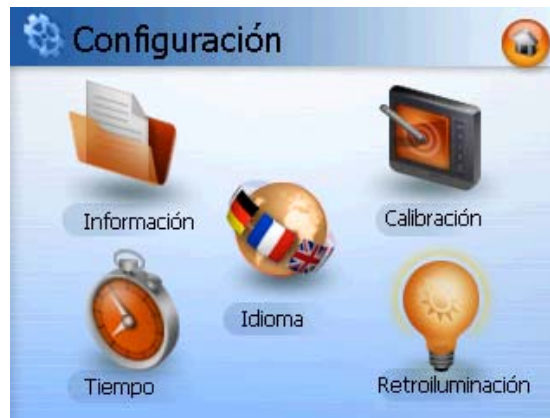 Configuración
Información
Calibración
Idioma
Tiempo
Retroiluminación